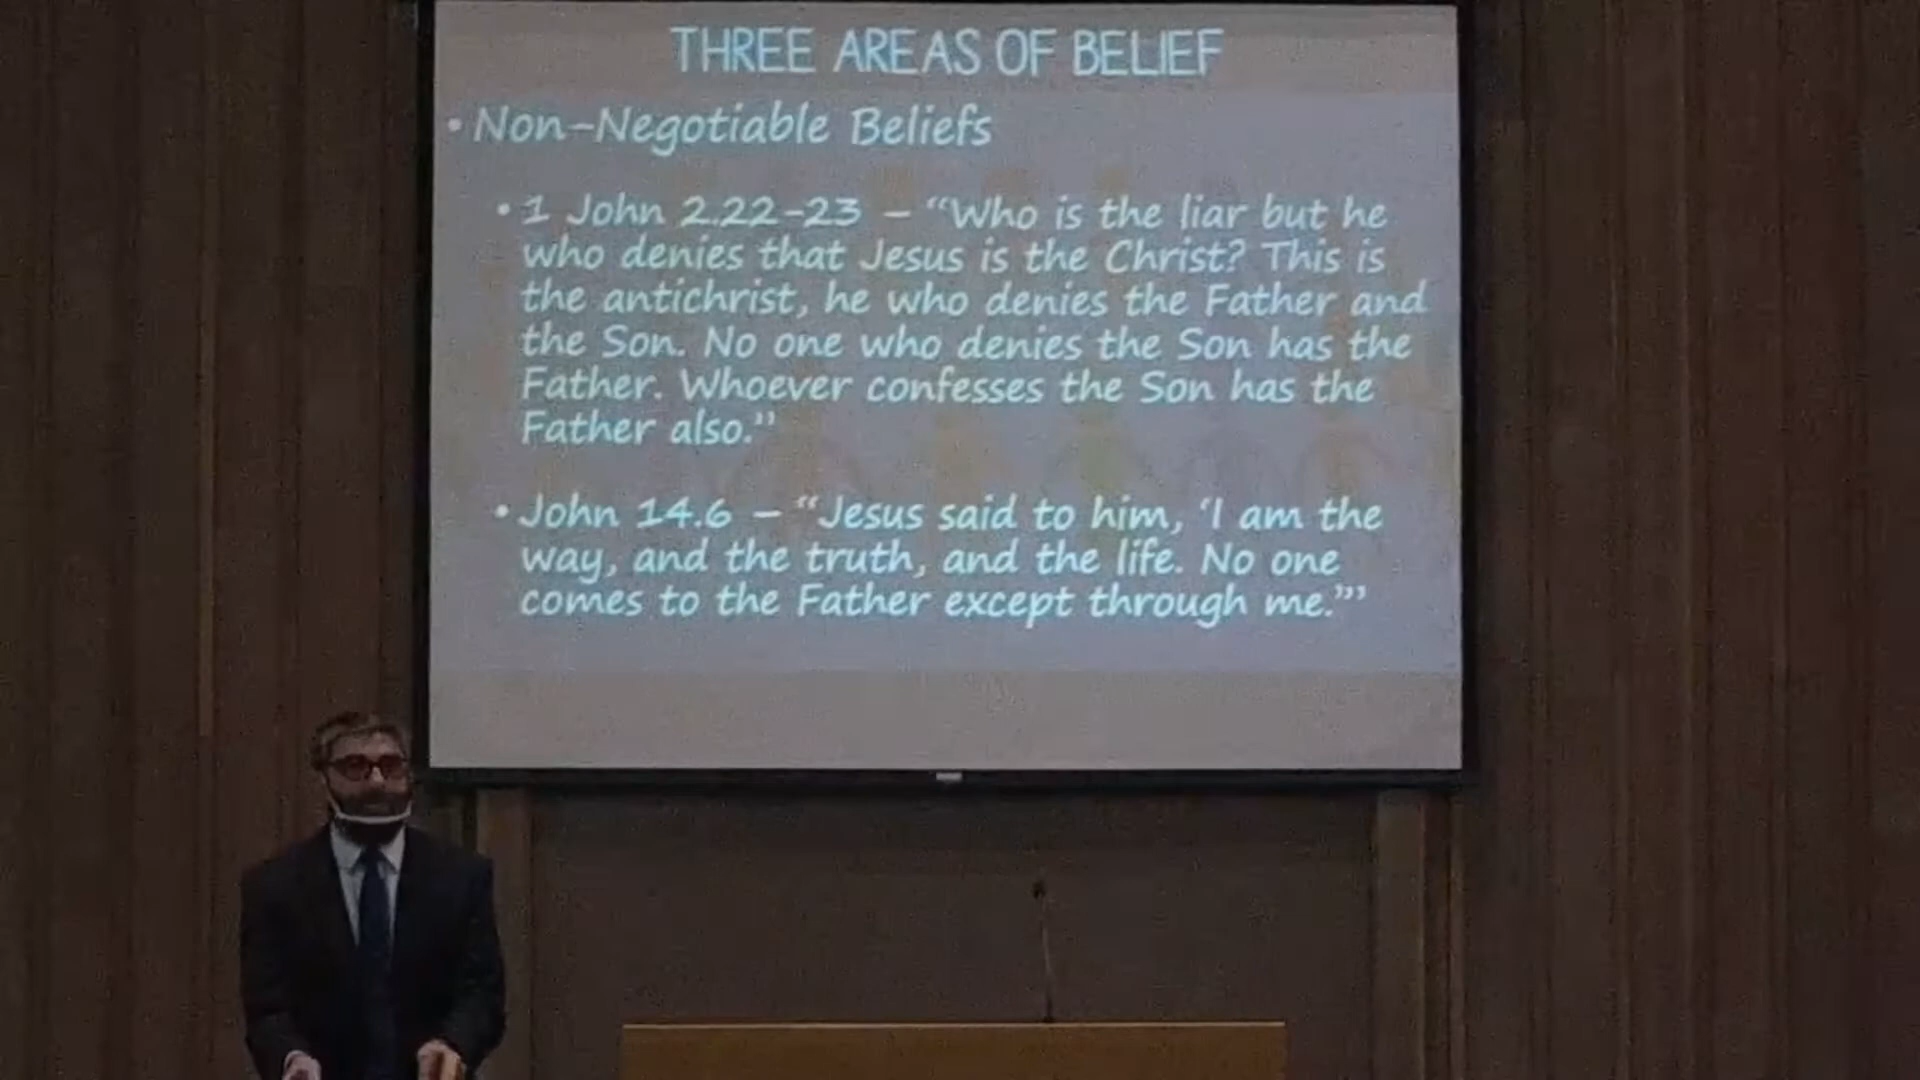 THREE AREAS OF BELIEF
• Non-Negotiable Beliefs
• 1 John 2.22-23 – “Who is the liar but he
who denies that Jesus is the Christ? This is
the antichrist, he who denies the Father and
the Son. No one who denies the Son has the
Father. Whoever confesses the Son has the
Father also.”
• John 14.6 – “Jesus said to him, ‘I am the
way, and the truth, and the life. No one
comes to the Father except through me.’”